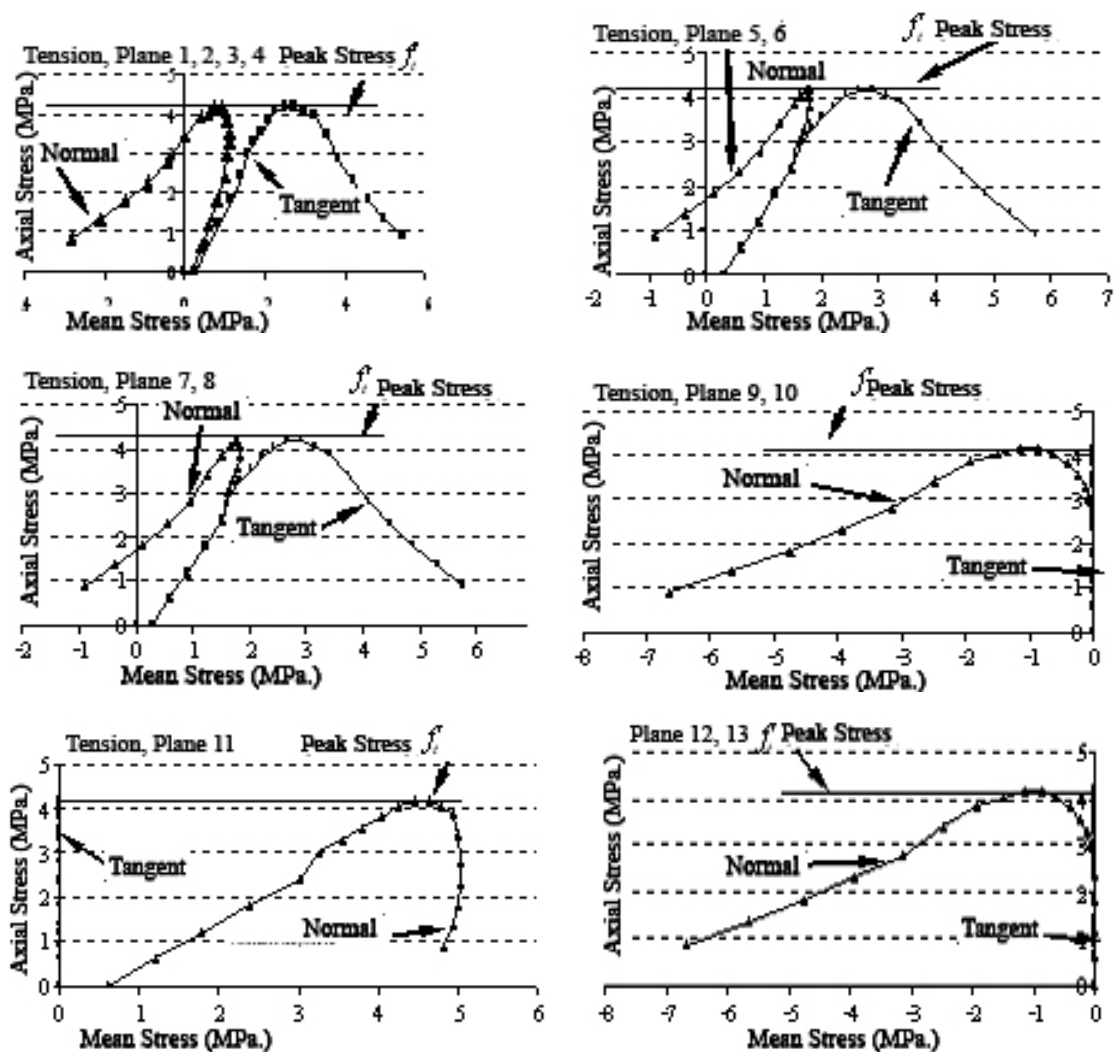 Tension, Plane 1, 2, 3, 4 Peak Stress f't
Axial Stress (MPa.)
5
4
3
2
1
0
Normal
Tangent
-4 -2 0 2 4 6
Mean Stress (MPa.)
Tension, Plane 5, 6
f't Peak Stress
Axial Stress (MPa.)
5
4
3
2
1
0
Normal
Tangent
-2 -1 0 1 2 3 4 5 6 7
Mean Stress (MPa.)
Tension, Plane 7, 8
f't Peak Stress
Axial Stress (MPa.)
5
4
3
2
1
0
Normal
Tangent
-2 -1 0 1 2 3 4 5 6
Mean Stress (MPa.)
Tension, Plane 9, 10
f' Peak Stress
Axial Stress (MPa.)
5
4
3
2
1
0
Normal
Tangent
-8 -7 -6 -5 -4 -3 -2 -1 0
Mean Stress (MPa.)
Tension, Plane 11
Peak Stress f't
Axial Stress (MPa.)
5
4
3
2
1
0
Tangent
Normal
0 1 2 3 4 5 6
Mean Stress (MPa.)
Plane 12, 13 f' Peak Stress
Axial Stress (MPa.)
5
4
3
2
1
0
Normal
Tangent
-8 -7 -6 -5 -4 -3 -2 -1 0
Mean Stress (MPa.)